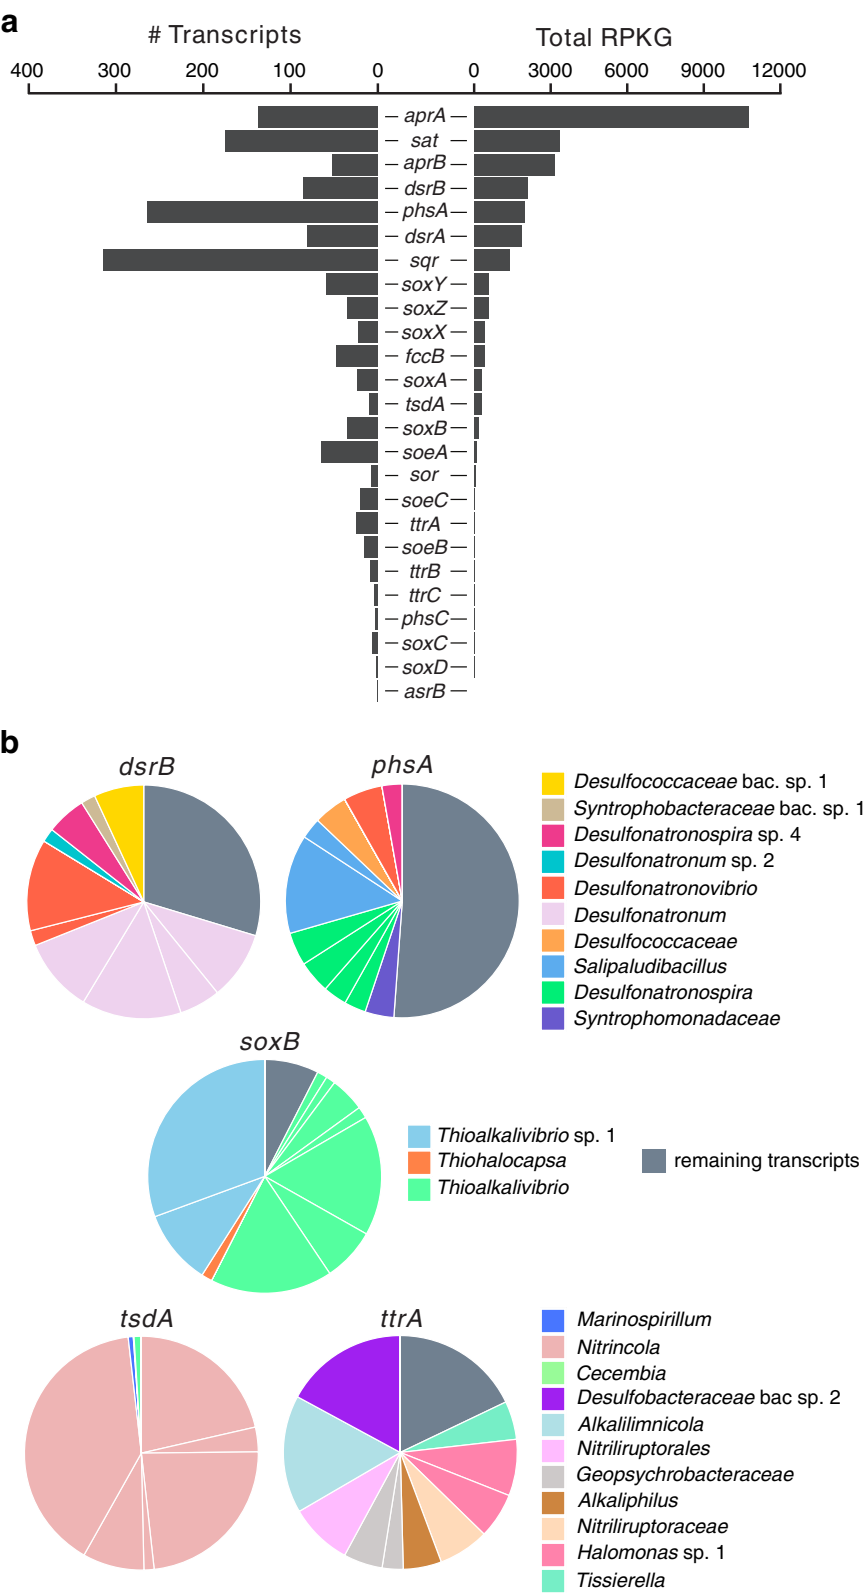 a
# Transcripts Total RPKG
400 300 200 100 0 0 3000 6000 9000 12000
aprA
sat
aprB
dsrB
phsA
dsrA
sqr
soxY
soxZ
soxX
fccB
soxA
tsdA
soxB
soeA
sor
soeC
ttrA
soeB
ttrB
ttrC
phsC
soxC
soxD
asrB
b
dsrB phsA
Desulfococcaceae bac. sp. 1
Syntrophobacteraceae bac. sp. 1
Desulfonatronospira sp. 4
Desulfonatronum sp. 2
Desulfonatronovibrio
Desulfonatronum
Desulfococcaceae
Salipaludibacillus
Desulfonatronospira
Syntrophomonadaceae
soxB
Thioalkalivibrio sp. 1
Thiohalocapsa
Thioalkalivibrio
remaining transcripts
tsdA ttrA
Marinospirillum
Nitrincola
Cecembia
Desulfobacteraceae bac sp. 2
Alkalilimnicola
Nitriliruptorales
Geopsychrobacteraceae
Alkaliphilus
Nitriliruptoraceae
Halomonas sp. 1
Tissierella